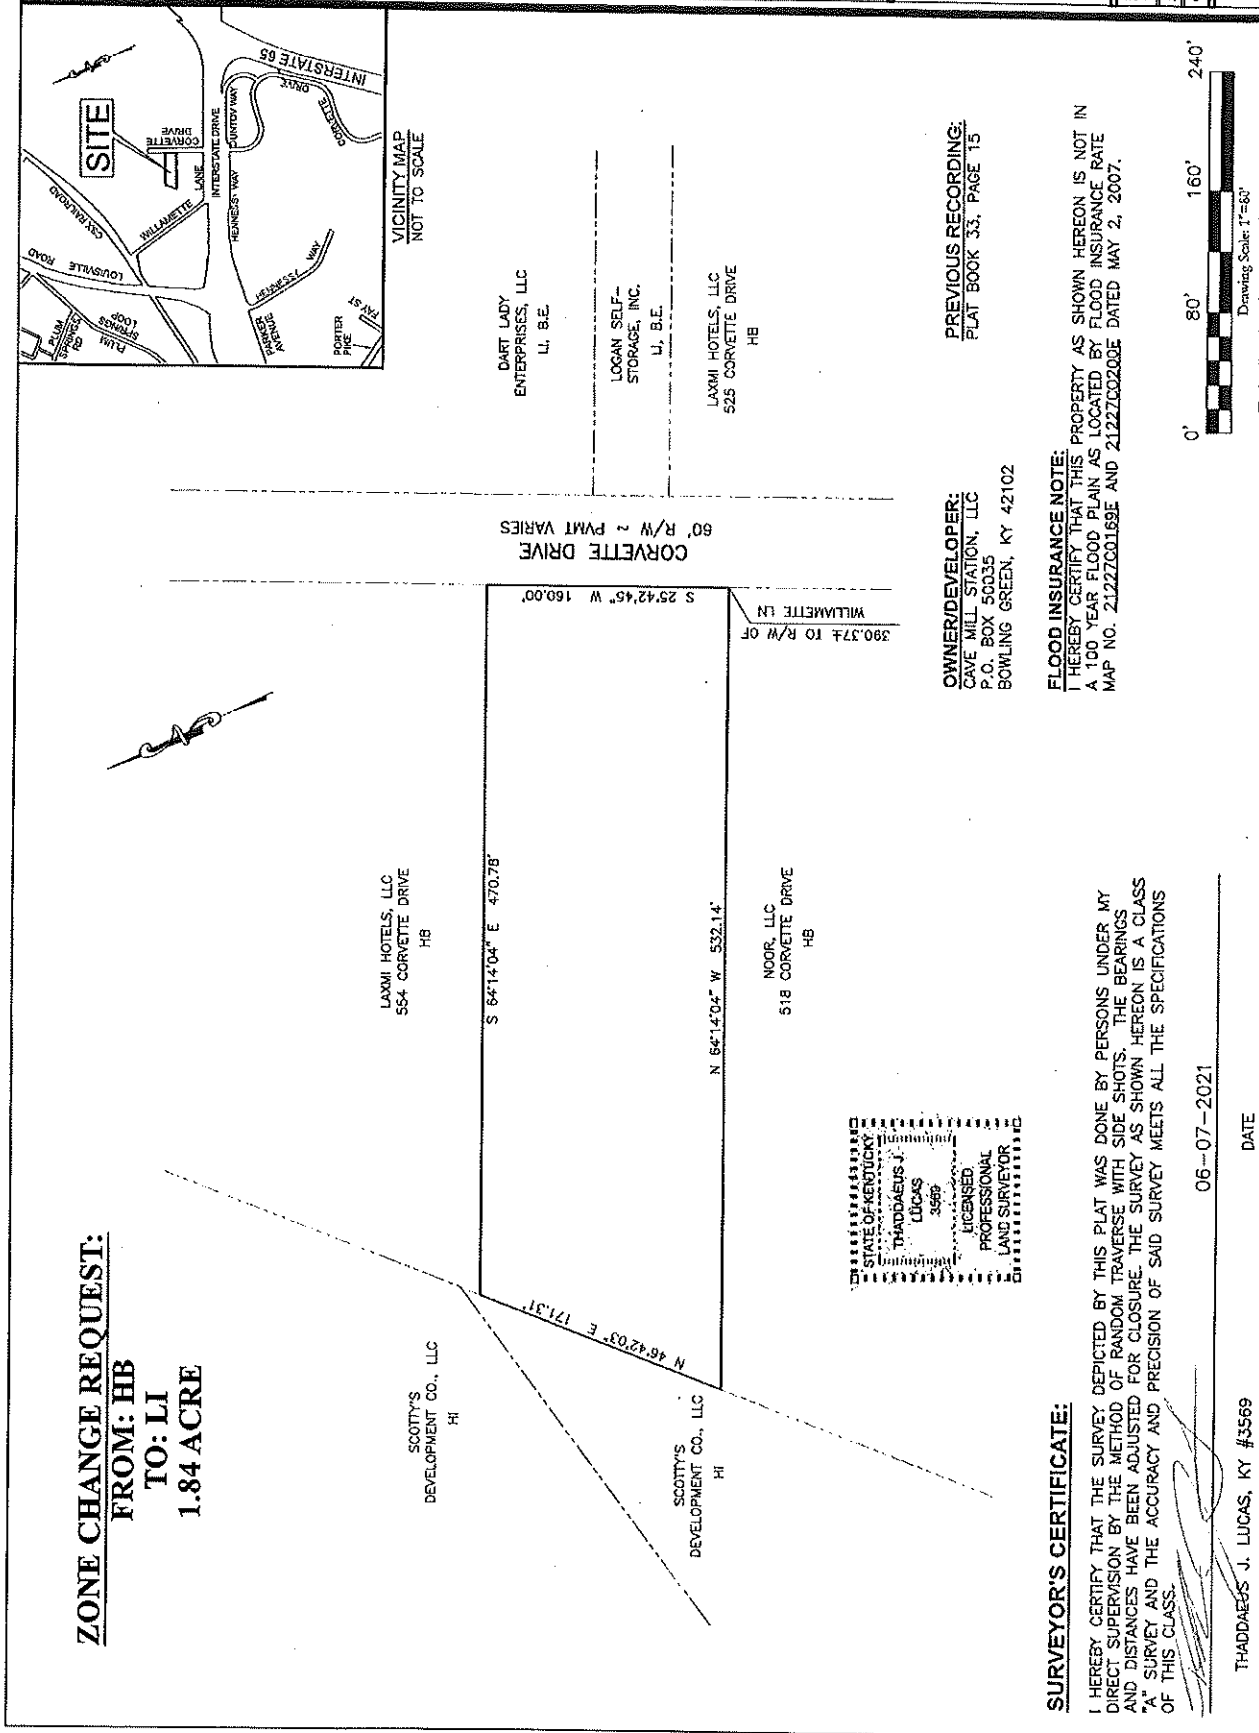 ZONE CHANGE REQUEST:
FROM: HB
TO: LI
1.84 ACRE
SITE
INTERSTATE 65
CORVETTE
DRIVE
CORVETTE
DRIVE
DUNTOV WAY
INTERSTATE DRIVE
LANE
WILLAMETTE
HENNESSY WAY
HENNESSY
WAY
CSX RAILROAD
LOUISVILLE
ROAD
PLUM
SPRINGS
RD
PLUM
SPRINGS
LOOP
PARKER
AVENUE
PORTER
PIKE
FAY ST
VICINITY MAP
NOT TO SCALE
SCOTTY'S
DEVELOPMENT CO., LLC
HI
SCOTTY'S
DEVELOPMENT CO., LLC
HI
LAXMI HOTELS, LLC
554 CORVETTE DRIVE
HB
S 64°14'04" E 470.78'
N 46°42'03" E 171.31'
N 64°14'04" W 532.14'
S 25°42'45" W 160.00'
NOOR, LLC
518 CORVETTE DRIVE
HB
390.37± TO R/W OF
WILLIAMETTE LN
CORVETTE DRIVE
60' R/W ~ PVMT VARIES
DART LADY
ENTERPRISES, LLC
LI, B.E.
LOGAN SELF-
STORAGE, INC.
LI, B.E.
LAXMI HOTELS, LLC
525 CORVETTE DRIVE
HB
STATE OF KENTUCKY
THADDAEUS J.
LUCAS
3569
LICENSED
PROFESSIONAL
LAND SURVEYOR
OWNER/DEVELOPER:
CAVE MILL STATION, LLC
P.O. BOX 50035
BOWLING GREEN, KY 42102
PREVIOUS RECORDING:
PLAT BOOK 33, PAGE 15
FLOOD INSURANCE NOTE:
I HEREBY CERTIFY THAT THIS PROPERTY AS SHOWN HEREON IS NOT IN
A 100 YEAR FLOOD PLAIN AS LOCATED BY FLOOD INSURANCE RATE
MAP NO. 21227C0169E AND 21227C0200E DATED MAY 2, 2007.
SURVEYOR'S CERTIFICATE:
I HEREBY CERTIFY THAT THE SURVEY DEPICTED BY THIS PLAT WAS DONE BY PERSONS UNDER MY
DIRECT SUPERVISION BY THE METHOD OF RANDOM TRAVERSE WITH SIDE SHOTS. THE BEARINGS
AND DISTANCES HAVE BEEN ADJUSTED FOR CLOSURE. THE SURVEY AS SHOWN HEREON IS A CLASS
"A" SURVEY AND THE ACCURACY AND PRECISION OF SAID SURVEY MEETS ALL THE SPECIFICATIONS
OF THIS CLASS.
06-07-2021
THADDAEUS J. LUCAS, KY #3569 DATE
0' 80' 160' 240'
Drawing Scale: 1"=80'